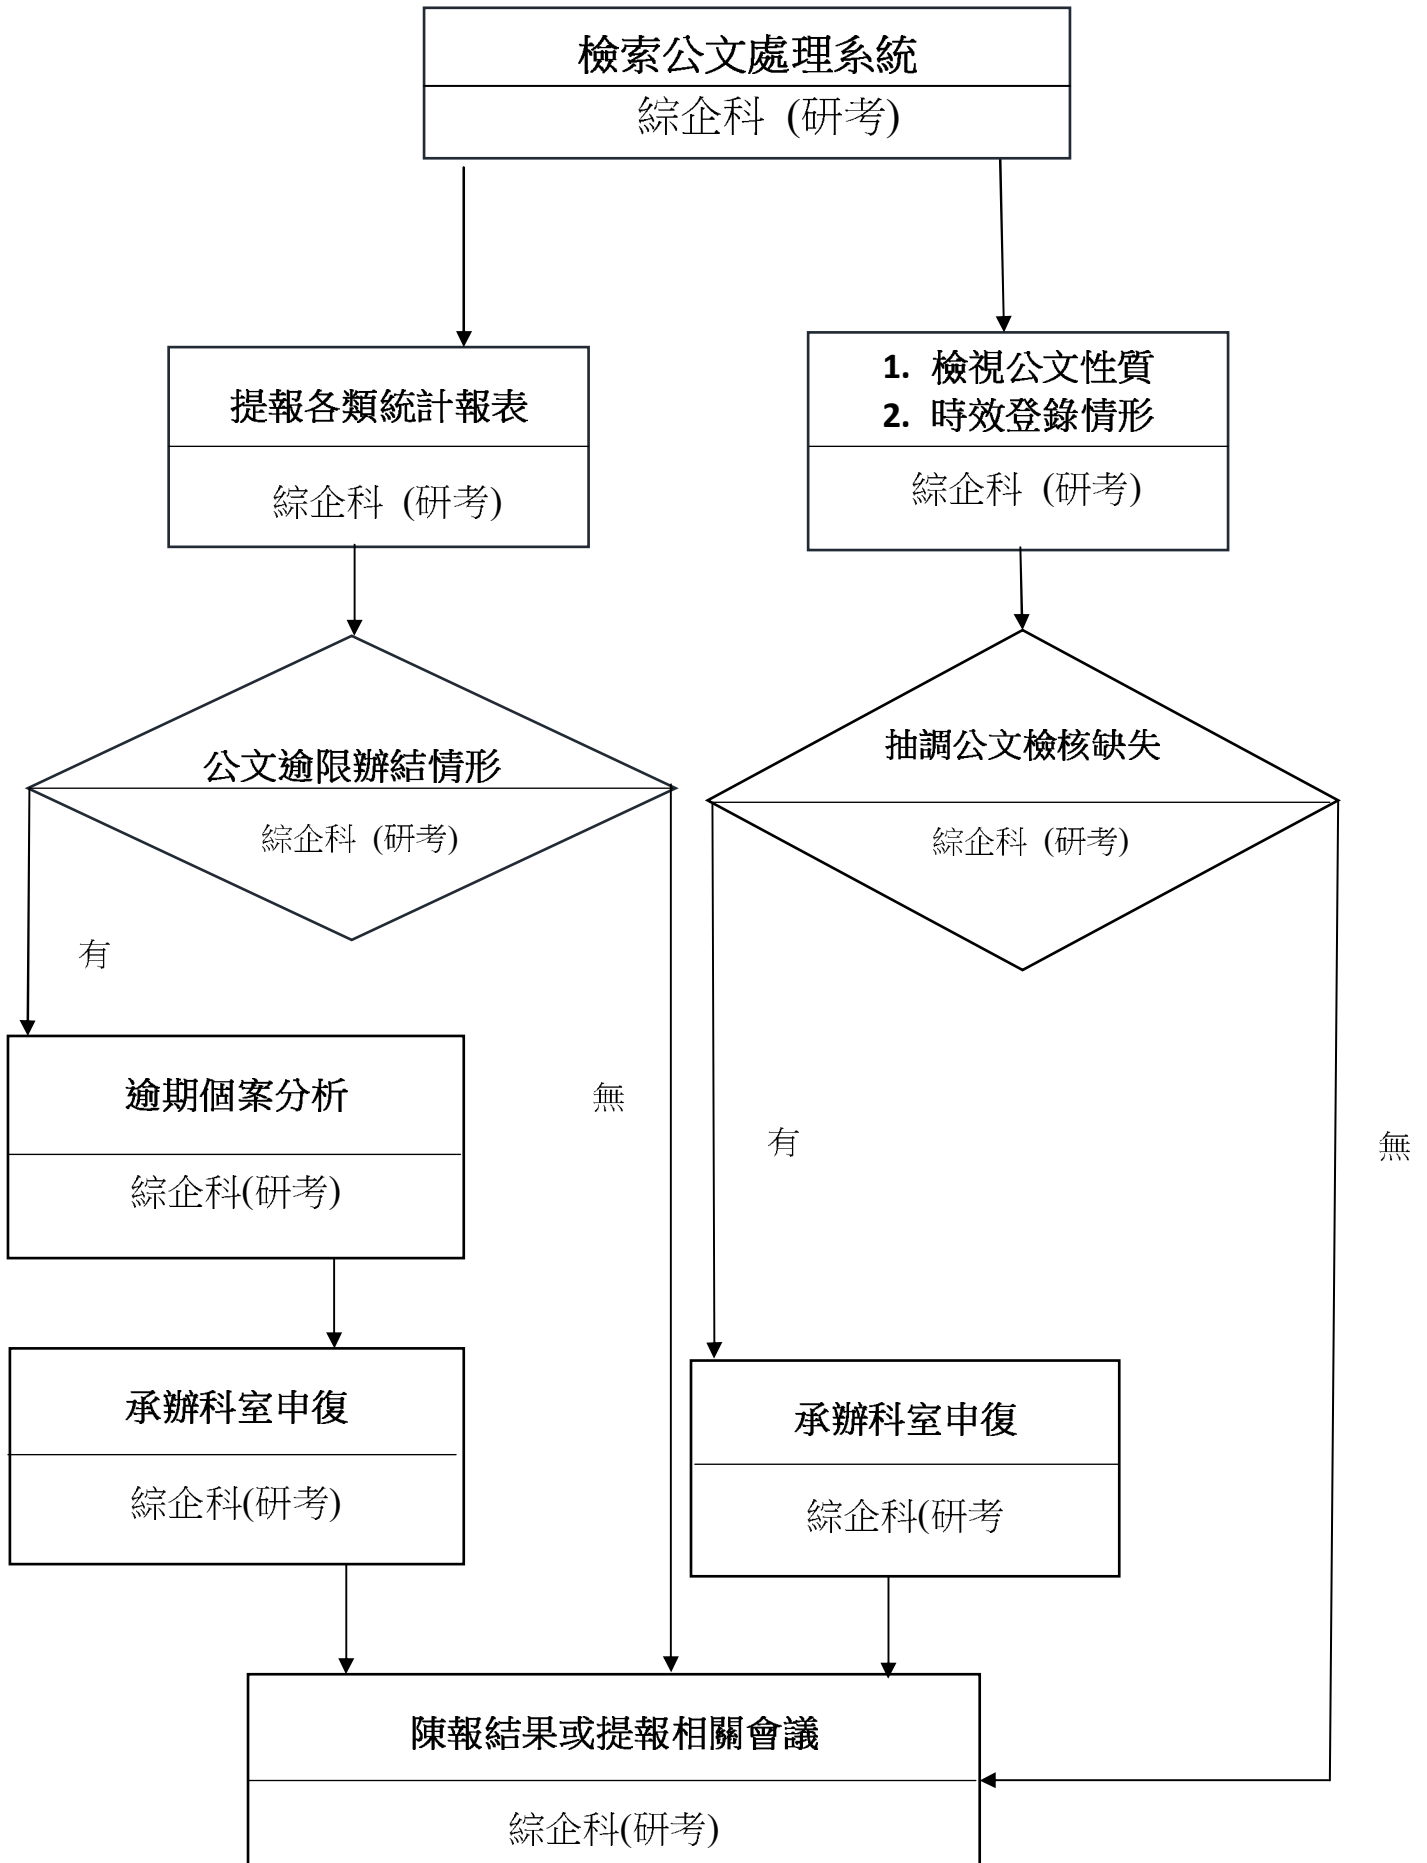 檢索公文處理系統
綜企科 (研考)
提報各類統計報表
綜企科 (研考)
1. 檢視公文性質
2. 時效登錄情形
綜企科 (研考)
公文逾限辦結情形
綜企科 (研考)
抽調公文檢核缺失
綜企科 (研考)
有
無
有
無
逾期個案分析
綜企科(研考)
承辦科室申復
綜企科(研考)
承辦科室申復
綜企科(研考
陳報結果或提報相關會議
綜企科(研考)